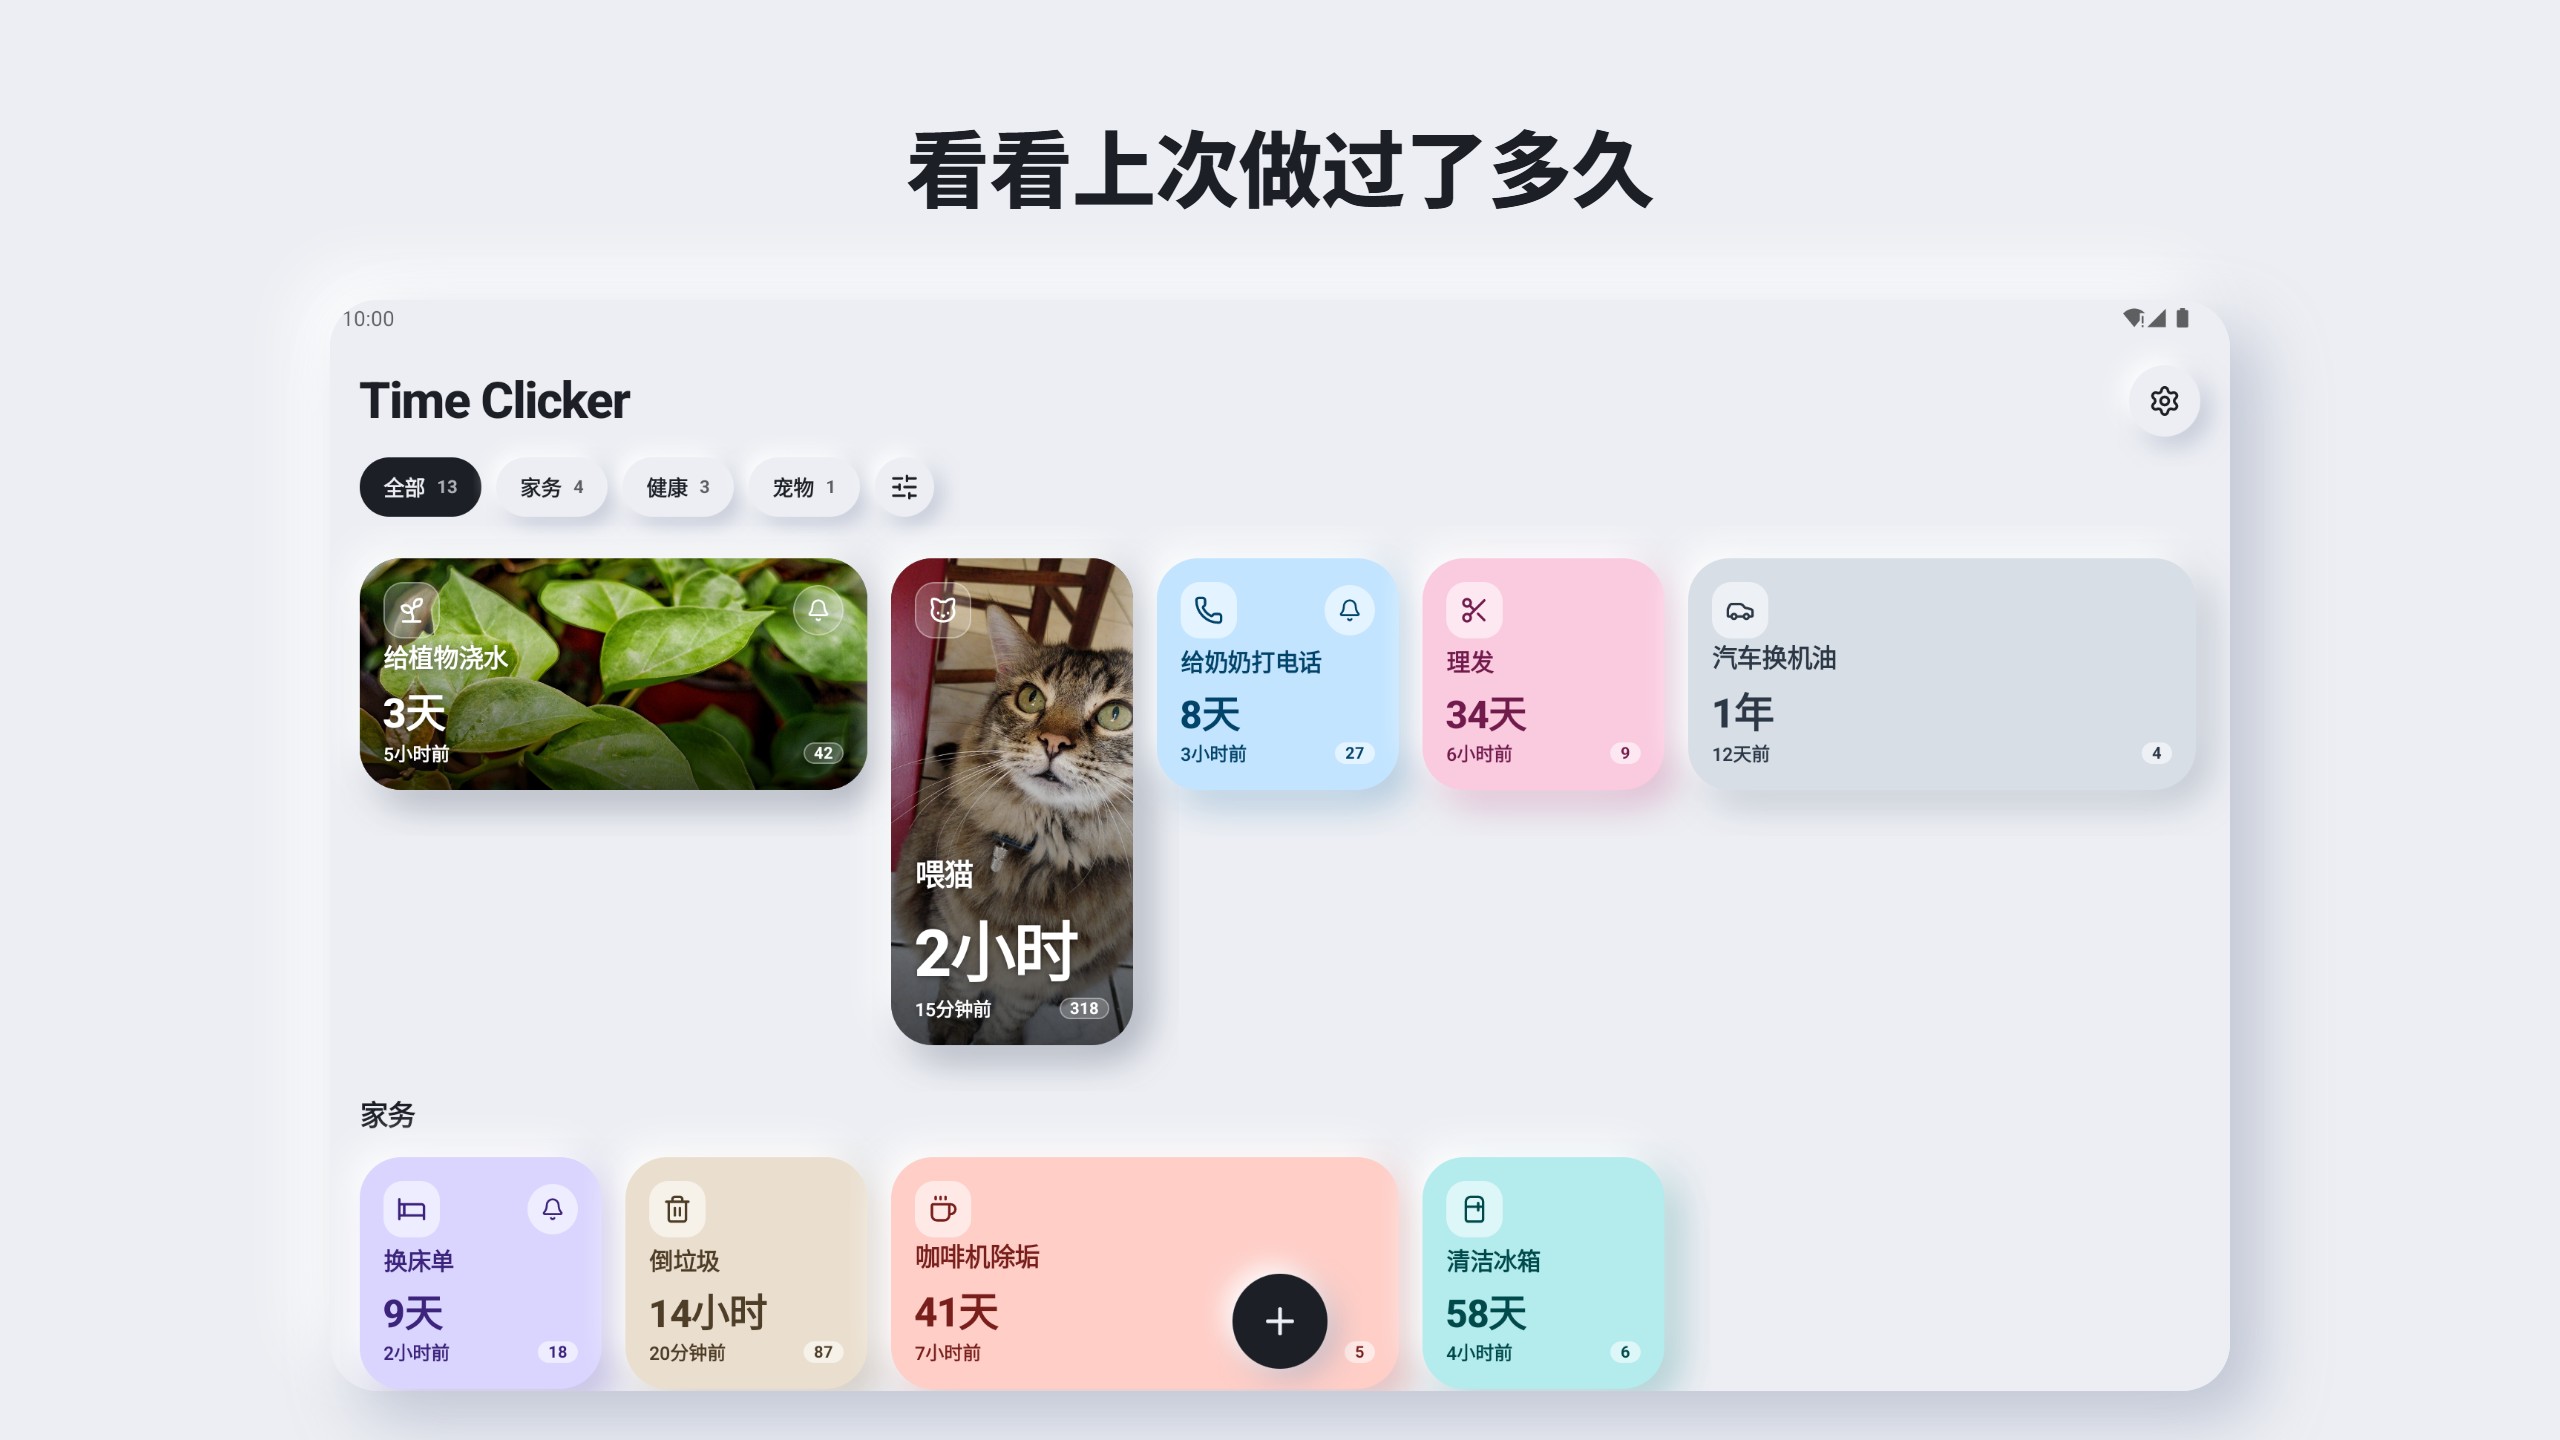 看看上次做过了多久
10:00
Time Clicker
全部 13
家务 4
健康 3
宠物 1
给植物浇水
3天
5小时前
42
喂猫
2小时
15分钟前
318
给奶奶打电话
8天
3小时前
27
理发
34天
6小时前
9
汽车换机油
1年
12天前
4
家务
换床单
9天
2小时前
18
倒垃圾
14小时
20分钟前
87
咖啡机除垢
41天
7小时前
5
清洁冰箱
58天
4小时前
6